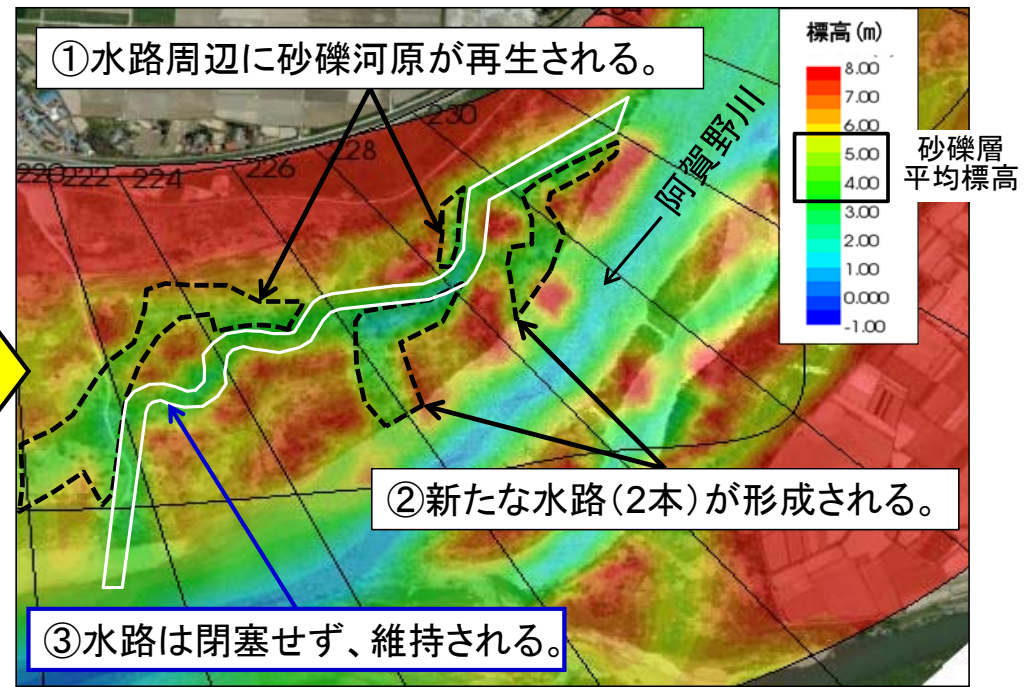 ①水路周辺に砂礫河原が再生される。
標高(m)
8.00
7.00
6.00
5.00
4.00
3.00
2.00
1.00
0.000
-1.00
砂礫層
平均標高
230
228
226
224
222
220
阿賀野川
②新たな水路(2本)が形成される。
③水路は閉塞せず、維持される。